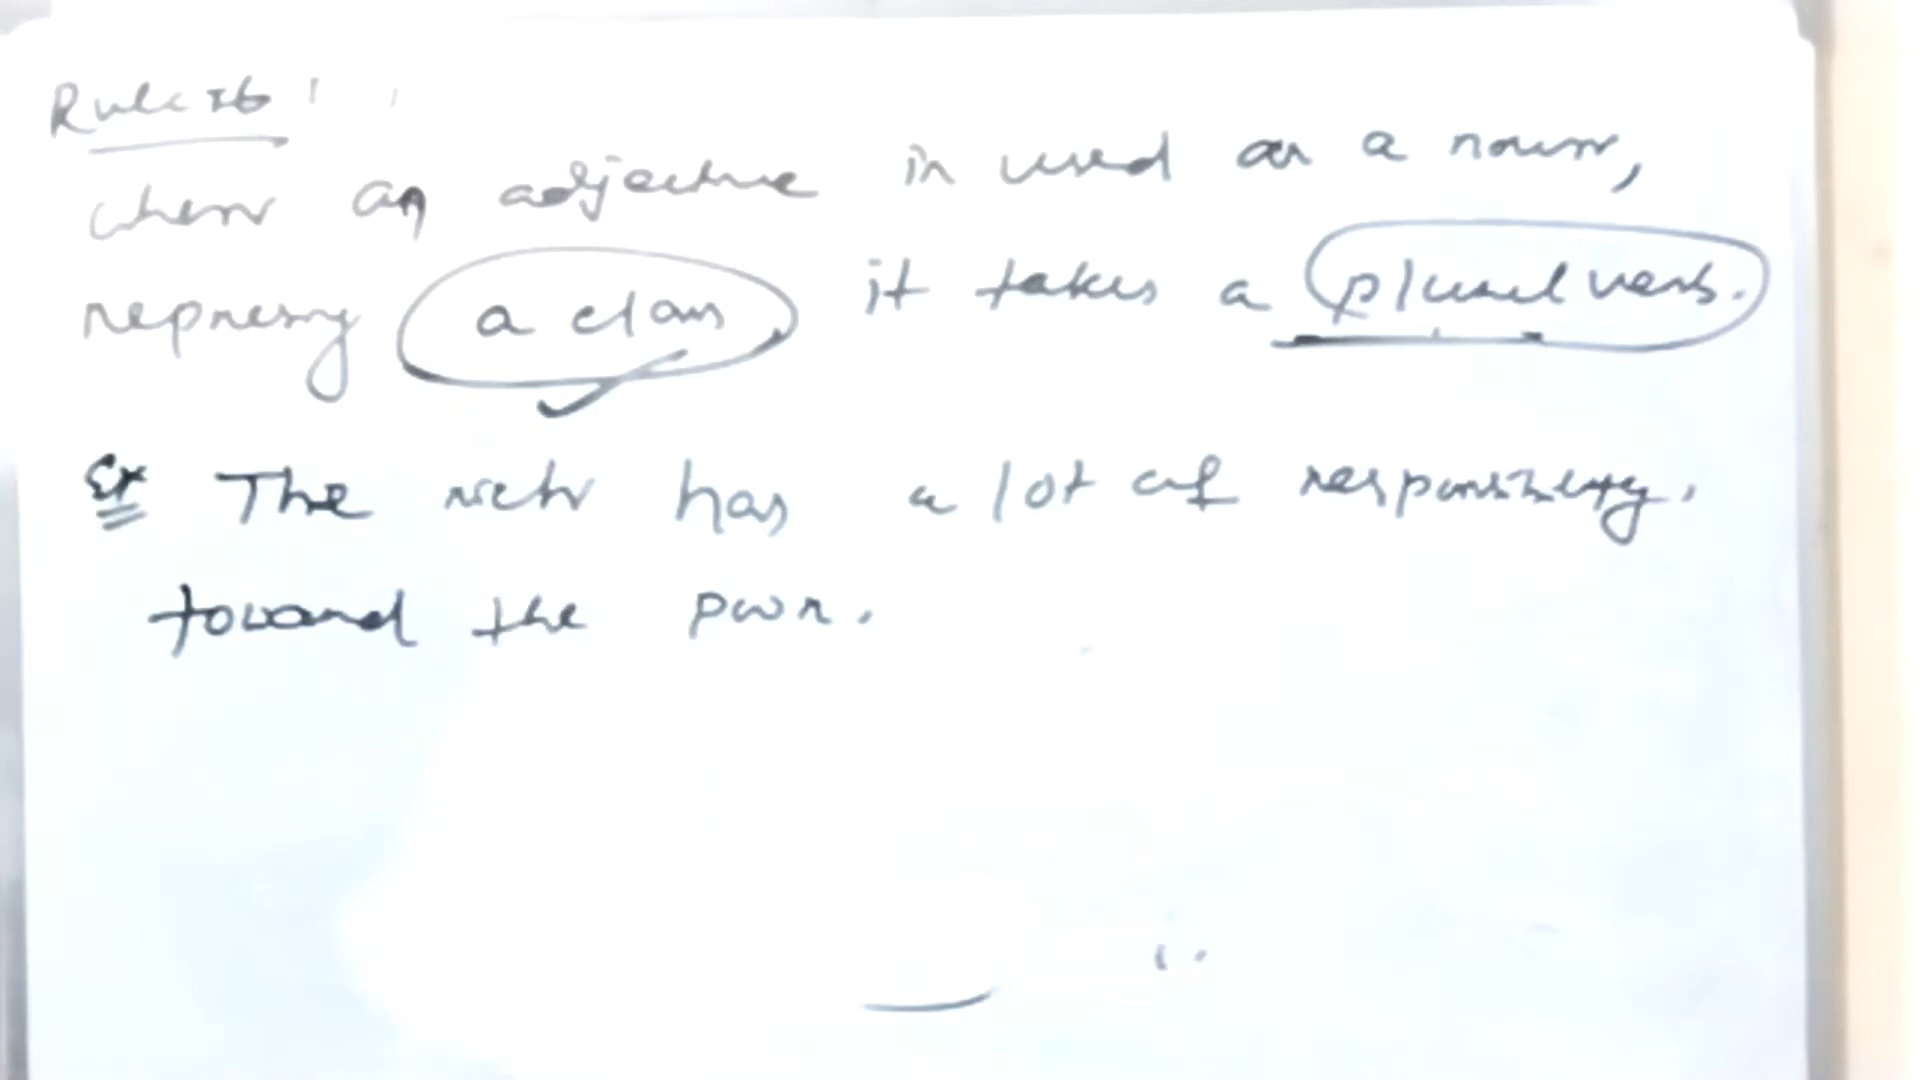 Rule 16:
when an adjective is used as a noun,
represeny a class it takes a plural verb.
Ex The rich has a lot of responsibility.
toward the poor.